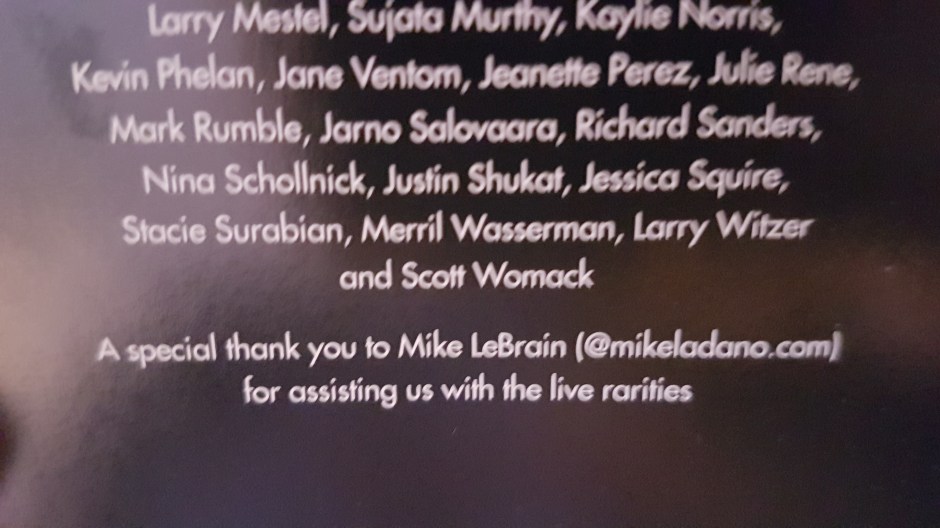 Larry Mestel, Sujata Murthy, Kaylie Norris,
Kevin Phelan, Jane Ventom, Jeanette Perez, Julie Rene,
Mark Rumble, Jarno Salovaara, Richard Sanders,
Nina Schollnick, Justin Shukat, Jessica Squire,
Stacie Surabian, Merril Wasserman, Larry Witzer
and Scott Womack
A special thank you to Mike LeBrain (@mikeladano.com)
for assisting us with the live rarities